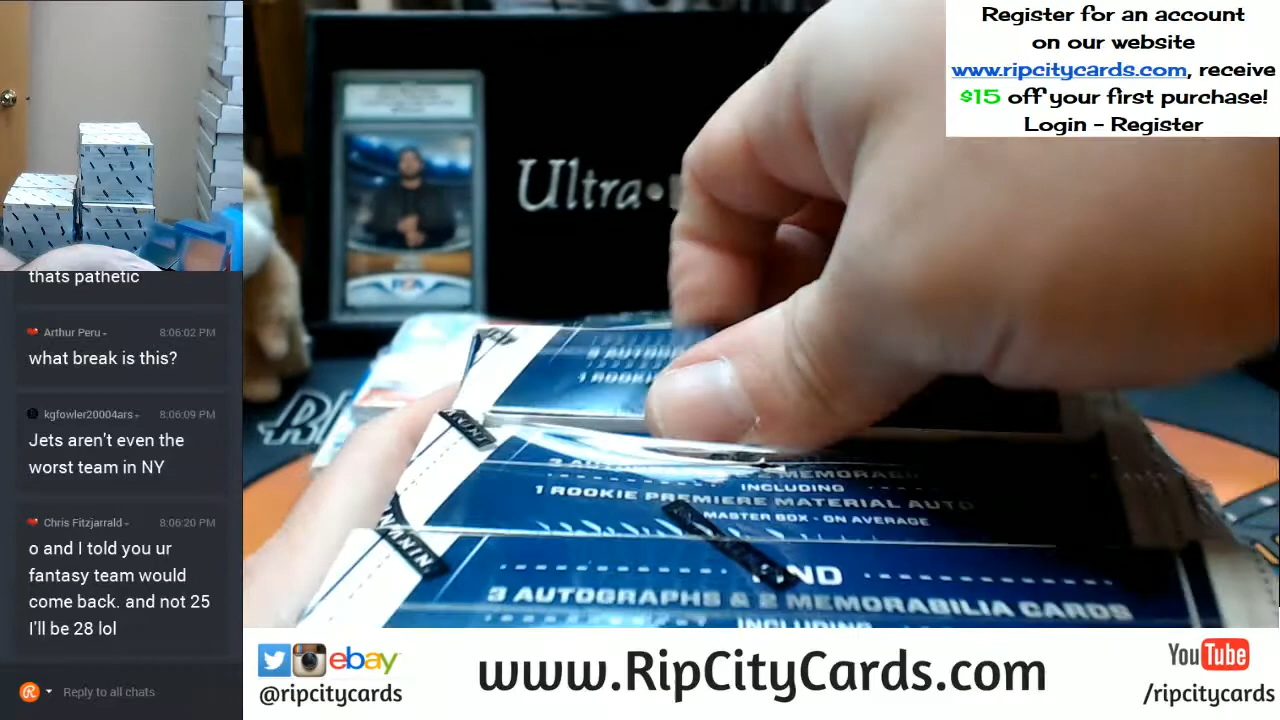 Register for an account
on our website
www.ripcitycards.com, receive
$15 off your first purchase!
Login - Register
Ultra
thats pathetic
Arthur Peru
8:06:02 PM
what break is this?
kgfowler20004ars
8:06:09 PM
Jets aren't even the
worst team in NY
Chris Fitzjarrald
8:06:20 PM
o and I told you ur
fantasy team would
come back. and not 25
I'll be 28 lol
Reply to all chats
INCLUDING
1 ROOKIE PREMIERE MATERIAL AUTO
MASTER BOX - ON AVERAGE
3 AUTOGRAPHS & 2 MEMORABILIA CARDS
INCLUDING
ebay
@ripcitycards
www.RipCityCards.com
YouTube
/ripcitycards